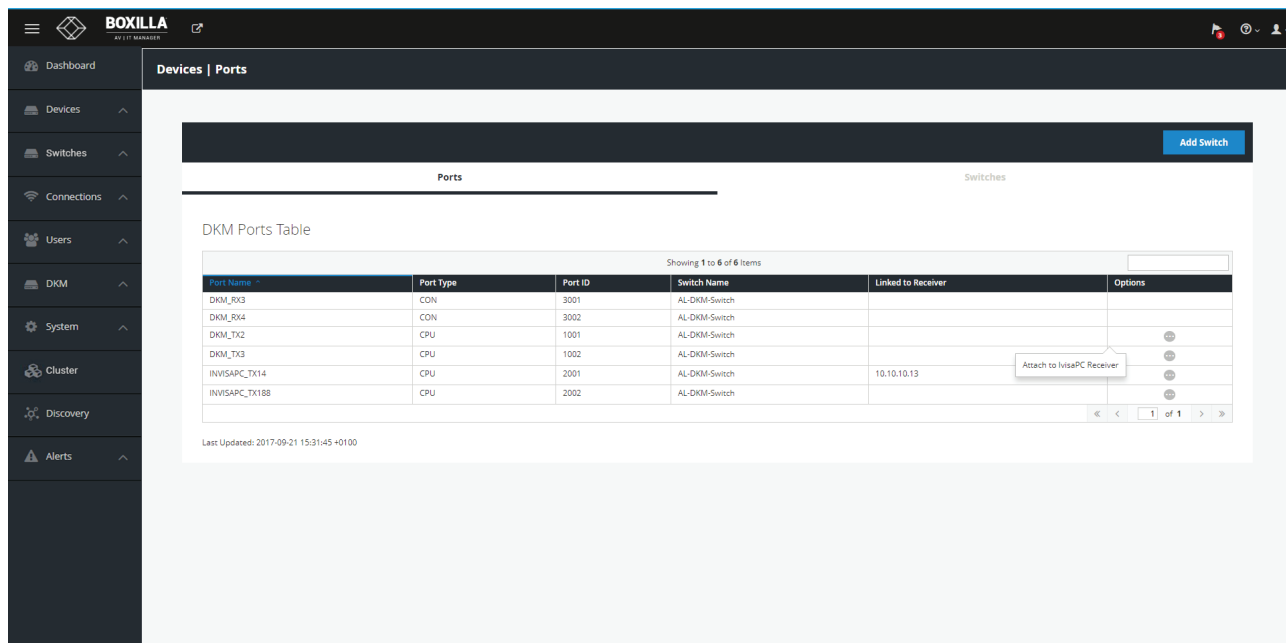 BOXILLA
AV | IT MANAGER
3
Dashboard
Devices | Ports
Devices
Add Switch
Switches
Ports
Switches
Connections
DKM Ports Table
Users
Showing 1 to 6 of 6 Items
DKM
Port Name Port Type Port ID Switch Name Linked to Receiver Options
DKM_RX3 CON 3001 AL-DKM-Switch
DKM_RX4 CON 3002 AL-DKM-Switch
System
DKM_TX2 CPU 1001 AL-DKM-Switch
DKM_TX3 CPU 1002 AL-DKM-Switch
Attach to IvisaPC Receiver
Cluster
INVISAPC_TX14 CPU 2001 AL-DKM-Switch 10.10.10.13
INVISAPC_TX188 CPU 2002 AL-DKM-Switch
Discovery
« < 1 of 1 > »
Last Updated: 2017-09-21 15:31:45 +0100
Alerts